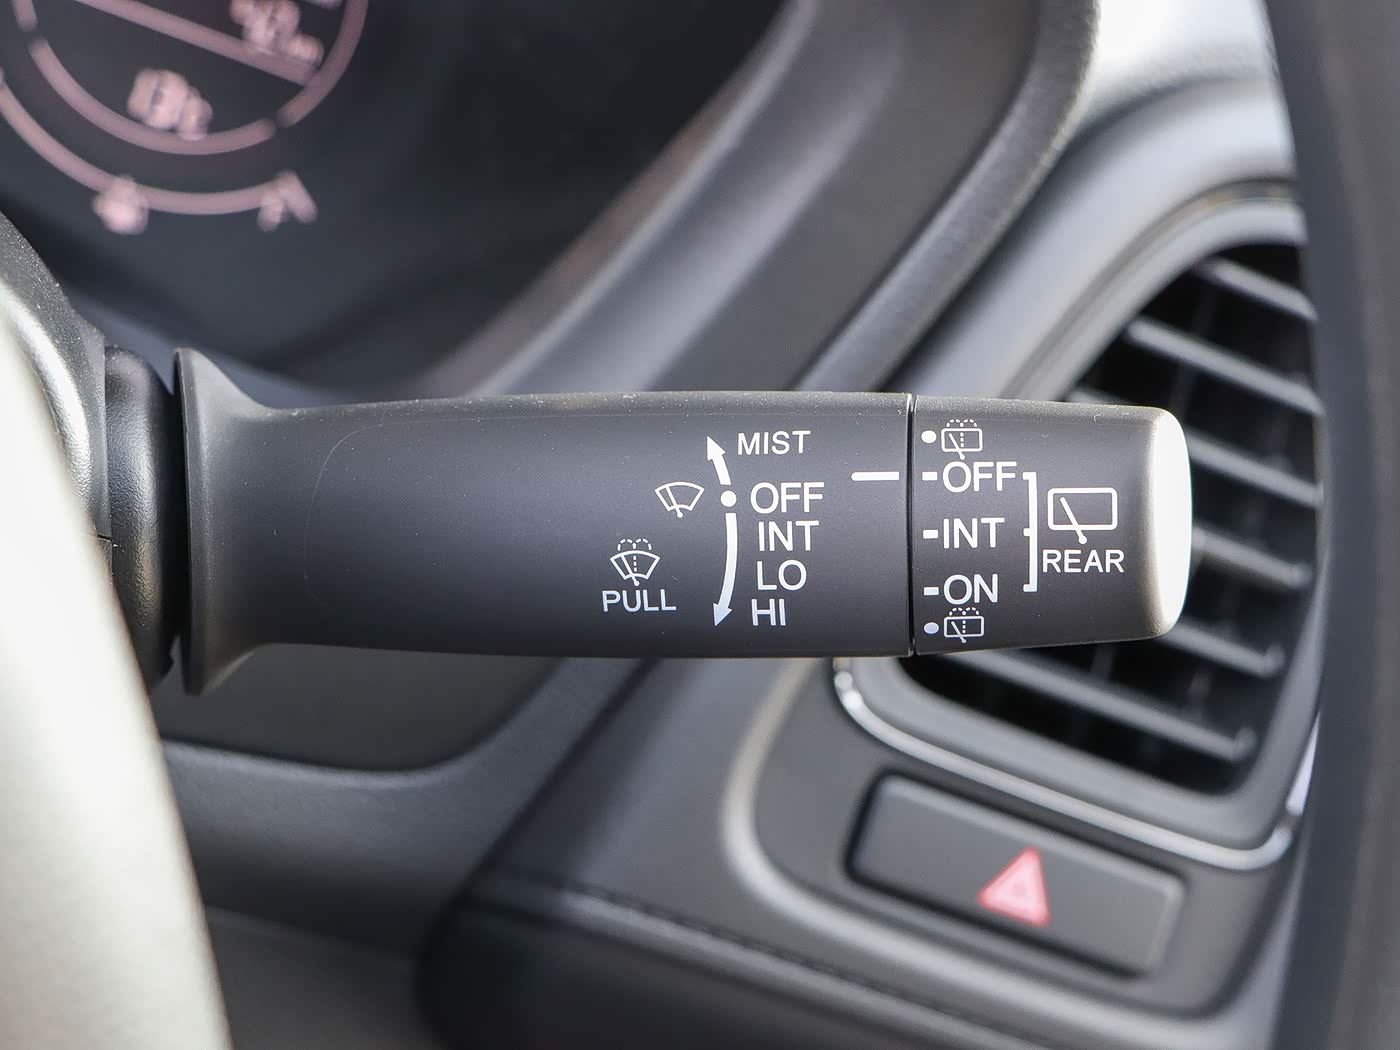 MIST
OFF
INT
LO
HI
PULL
OFF
INT
ON
REAR